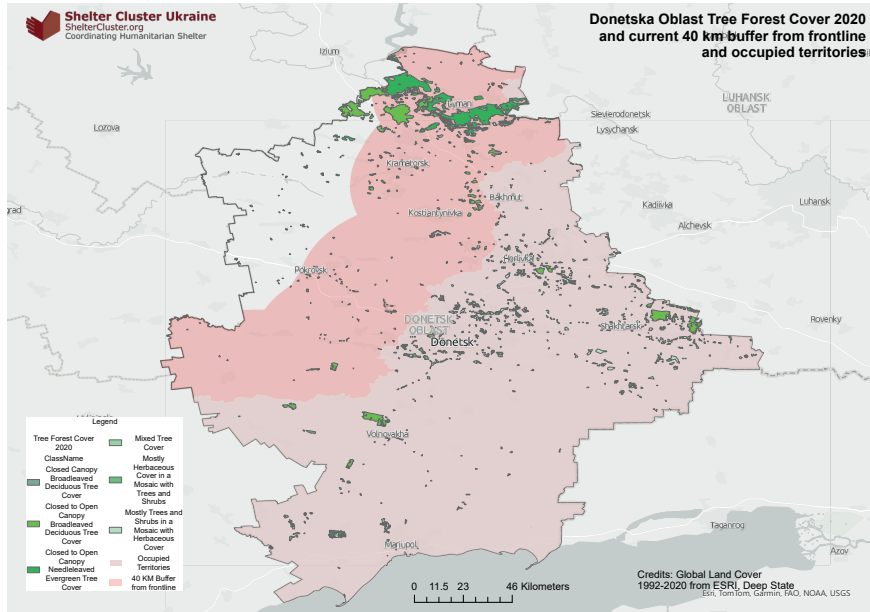 Shelter Cluster Ukraine
ShelterCluster.org
Coordinating Humanitarian Shelter
Donetska Oblast Tree Forest Cover 2020
and current 40 km buffer from frontline
and occupied territories
Izium
LUHANSK
OBLAST
Lyman
Sievierodonetsk
Lysychansk
Lozova
Kramatorsk
Bakhmut
Kadiivka
Luhansk
grad
Kostiantynivka
Alchevsk
Horlivka
Pokrovsk
DONETSK
OBLAST
Donetsk
Shakhtarsk
Rovenky
Volnovakha
Mariupol
Taganrog
Azov
Legend
Tree Forest Cover
2020
ClassName
Closed Canopy
Broadleaved
Deciduous Tree
Cover
Closed to Open
Canopy
Broadleaved
Deciduous Tree
Cover
Closed to Open
Canopy
Needleleaved
Evergreen Tree
Cover
Mixed Tree
Cover
Mostly
Herbaceous
Cover in a
Mosaic with
Trees and
Shrubs
Mostly Trees and
Shrubs in a
Mosaic with
Herbaceous
Cover
Occupied
Territories
40 KM Buffer
from frontline
0 11.5 23 46 Kilometers
Credits: Global Land Cover
1992-2020 from ESRI, Deep State
Esri, TomTom, Garmin, FAO, NOAA, USGS